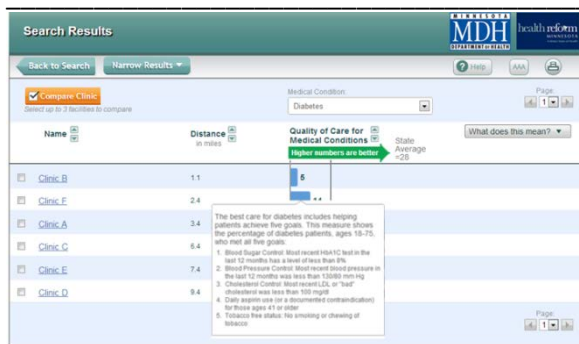 Search Results
MINNESOTA
MDH
DEPARTMENT OF HEALTH
health reform
MINNESOTA
Back to Search
Narrow Results
Help
AAA
Compare Clinic
Select up to 3 facilities to compare
Medical Condition:
Diabetes
Page:
1
Name
Distance
in miles
Quality of Care for
Medical Conditions
Higher numbers are better
State
Average
=28
What does this mean?
Clinic B 1.1 6
Clinic F 2.4 14
Clinic A 3.4
Clinic C 6.4
Clinic E 7.4
Clinic D 9.4
The best care for diabetes includes helping
patients achieve five goals. This measure shows
the percentage of diabetes patients, ages 18-75,
who met all five goals:
1. Blood Sugar Control: Most recent HbA1C test in the
last 12 months has a level of less than 8%
2. Blood Pressure Control: Most recent blood pressure in
the last 12 months was less than 130/80 mm Hg
3. Cholesterol Control: Most recent LDL or "bad"
cholesterol was less than 100 mg/dl
4. Daily aspirin use (or a documented contraindication)
for those ages 41 or older
5. Tobacco free status: No smoking or chewing of
tobacco
Page:
1